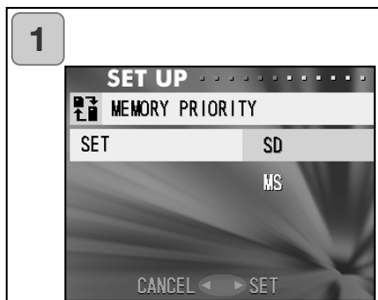 1
SET UP
MEMORY PRIORITY
SET SD
MS
CANCEL SET